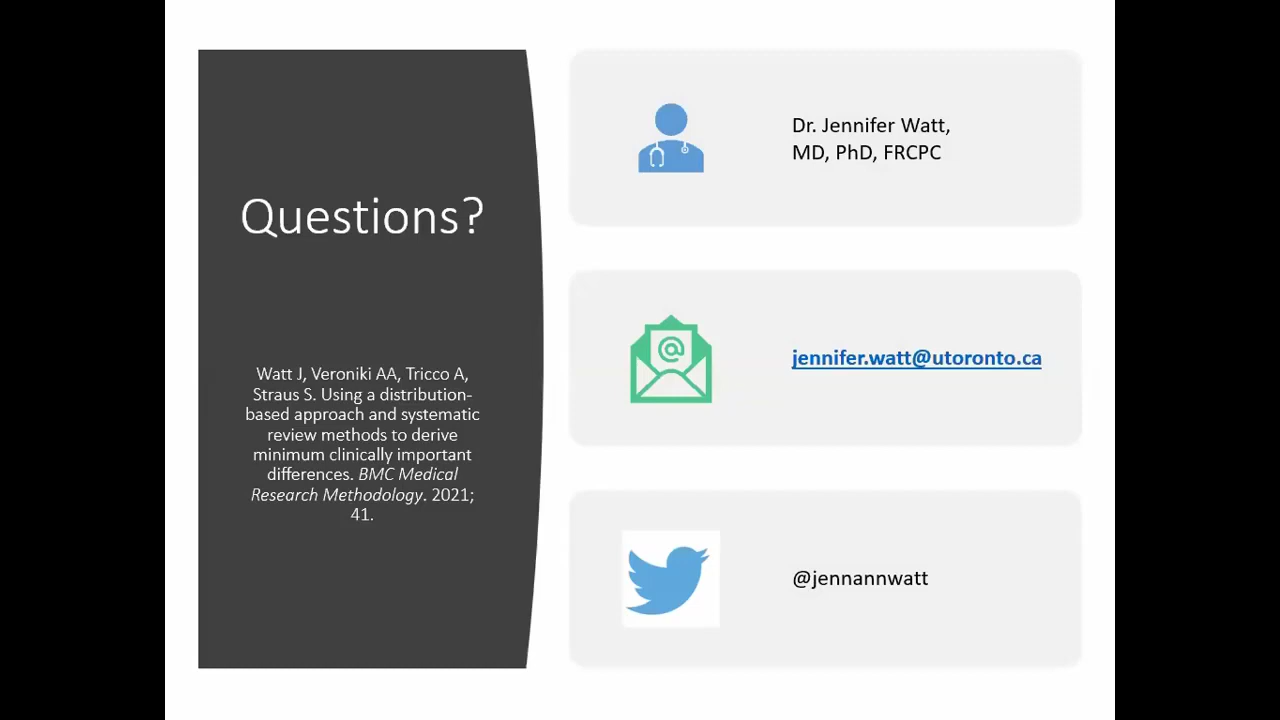 Questions?
Watt J, Veroniki AA, Tricco A,
Straus S. Using a distribution-
based approach and systematic
review methods to derive
minimum clinically important
differences. BMC Medical
Research Methodology. 2021;
41.
Dr. Jennifer Watt,
MD, PhD, FRCPC
@
jennifer.watt@utoronto.ca
@jennannwatt